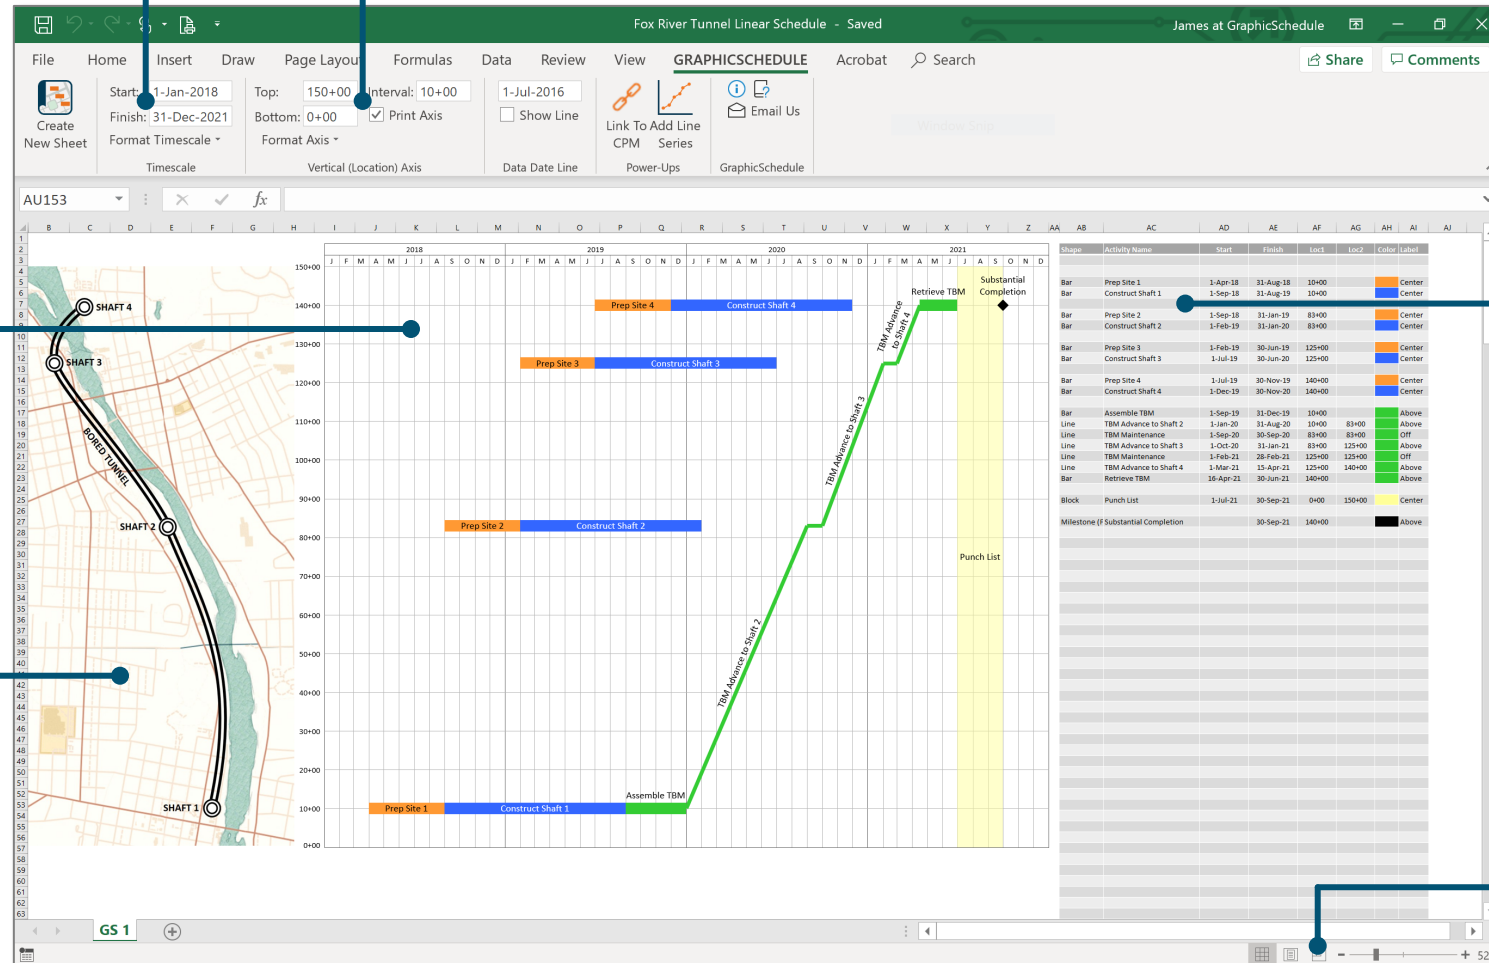 Fox River Tunnel Linear Schedule - Saved
James at GraphicSchedule
File Home Insert Draw Page Layout Formulas Data Review View GRAPHICSCHEDULE Acrobat Search Share Comments
Start: 1-Jan-2018 Top: 150+00 Interval: 10+00 1-Jul-2016
Finish: 31-Dec-2021 Bottom: 0+00 Print Axis Show Line Email Us
Create New Sheet
Format Timescale Format Axis
Link To CPM
Add Line Series
Timescale Vertical (Location) Axis Data Date Line Power-Ups GraphicSchedule
AU153 fx
B C D E F G H I J K L M N O P Q R S T U V W X Y Z AA AB AC AD AE AF AG AH AI AJ
2018 2019 2020 2021
J F M A M J J A S O N D J F M A M J J A S O N D J F M A M J J A S O N D J F M A M J J A S O N D
150+00
140+00
130+00
120+00
110+00
100+00
90+00
80+00
70+00
60+00
50+00
40+00
30+00
20+00
10+00
0+00
SHAFT 4
SHAFT 3
BORED TUNNEL
SHAFT 2
SHAFT 1
Substantial
Completion
Retrieve TBM
Prep Site 4 Construct Shaft 4
TBM Advance
to Shaft 4
Prep Site 3 Construct Shaft 3
TBM Advance to Shaft 3
Prep Site 2 Construct Shaft 2
Punch List
TBM Advance to Shaft 2
Assemble TBM
Prep Site 1 Construct Shaft 1
Shape Activity Name Start Finish Loc1 Loc2 Color Label
Bar Prep Site 1 1-Apr-18 31-Aug-18 10+00 Center
Bar Construct Shaft 1 1-Sep-18 31-Aug-19 10+00 Center
Bar Prep Site 2 1-Sep-18 31-Jan-19 83+00 Center
Bar Construct Shaft 2 1-Feb-19 31-Jan-20 83+00 Center
Bar Prep Site 3 1-Feb-19 30-Jun-19 125+00 Center
Bar Construct Shaft 3 1-Jul-19 30-Jun-20 125+00 Center
Bar Prep Site 4 1-Jul-19 30-Nov-19 140+00 Center
Bar Construct Shaft 4 1-Dec-19 30-Nov-20 140+00 Center
Bar Assemble TBM 1-Sep-19 31-Dec-19 10+00 Above
Line TBM Advance to Shaft 2 1-Jan-20 31-Aug-20 10+00 83+00 Above
Line TBM Maintenance 1-Sep-20 30-Sep-20 83+00 83+00 Off
Line TBM Advance to Shaft 3 1-Oct-20 31-Jan-21 83+00 125+00 Above
Line TBM Maintenance 1-Feb-21 28-Feb-21 125+00 125+00 Off
Line TBM Advance to Shaft 4 1-Mar-21 15-Apr-21 125+00 140+00 Above
Bar Retrieve TBM 16-Apr-21 30-Jun-21 140+00 Above
Block Punch List 1-Jul-21 30-Sep-21 0+00 150+00 Center
Milestone (F Substantial Completion 30-Sep-21 140+00 Above
GS 1
52